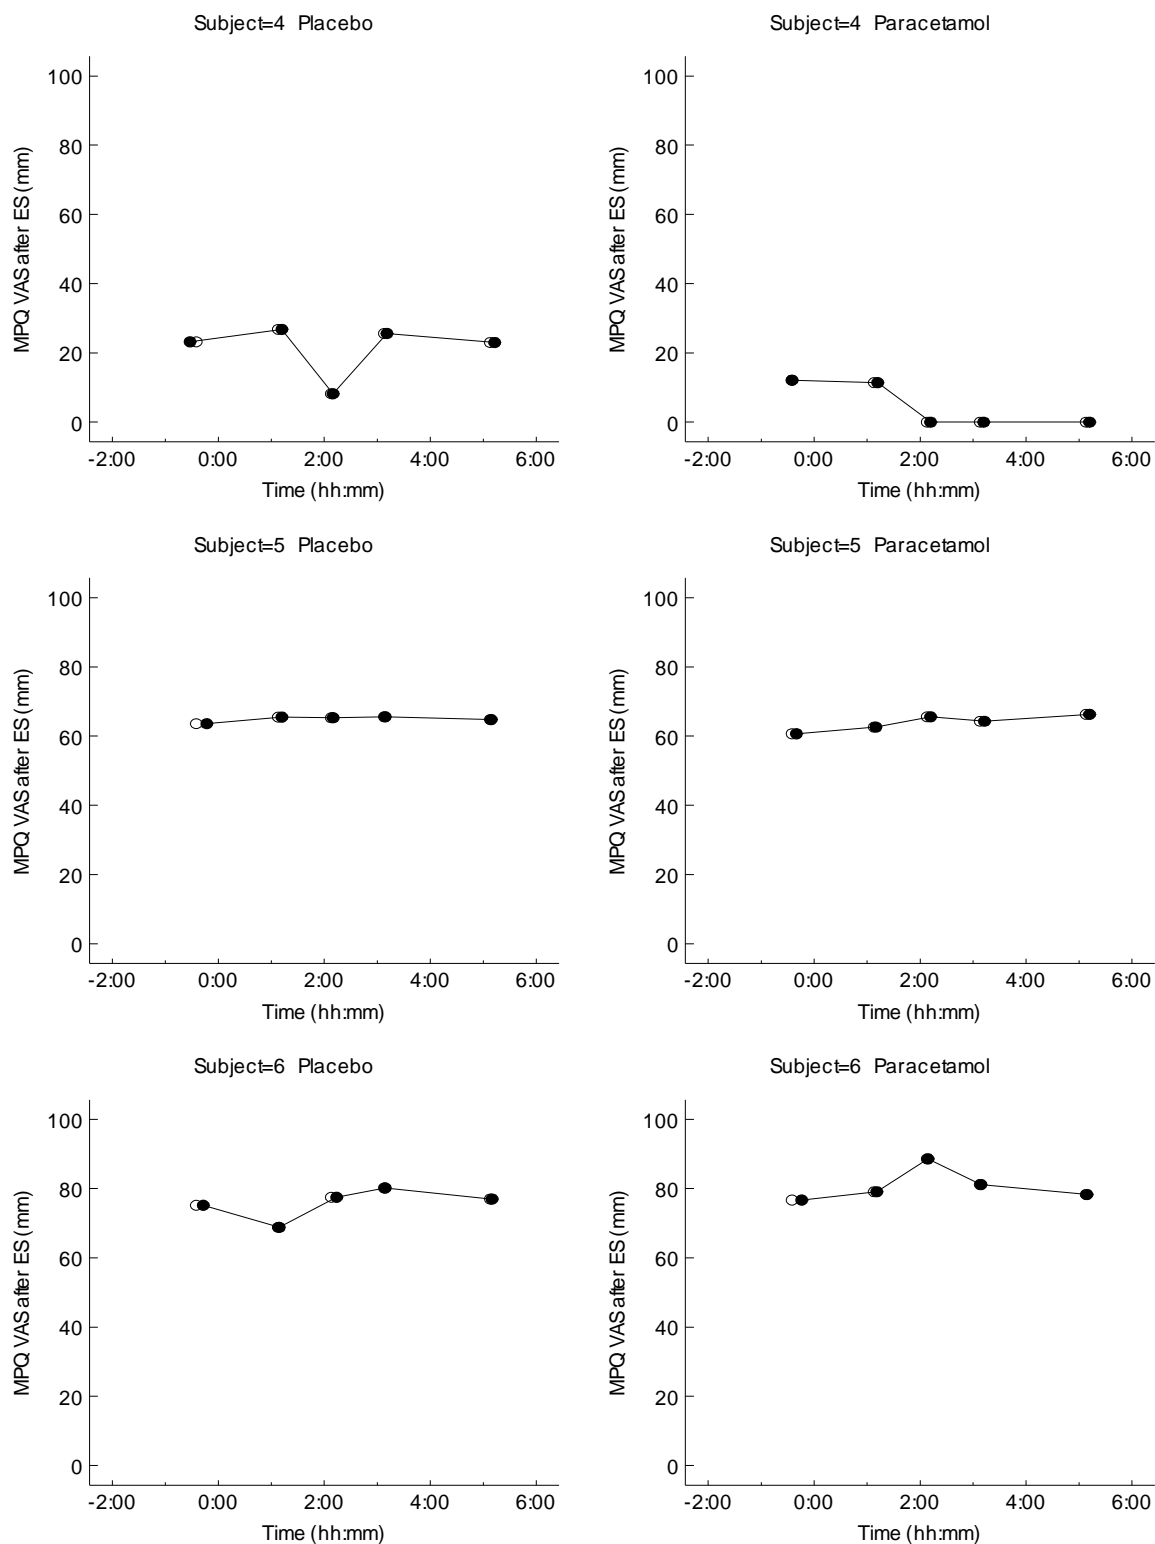 Subject=4 Placebo
MPQ VAS after ES (mm)
100
80
60
40
20
0
-2:00 0:00 2:00 4:00 6:00
Time (hh:mm)
Subject=4 Paracetamol
MPQ VAS after ES (mm)
100
80
60
40
20
0
-2:00 0:00 2:00 4:00 6:00
Time (hh:mm)
Subject=5 Placebo
MPQ VAS after ES (mm)
100
80
60
40
20
0
-2:00 0:00 2:00 4:00 6:00
Time (hh:mm)
Subject=5 Paracetamol
MPQ VAS after ES (mm)
100
80
60
40
20
0
-2:00 0:00 2:00 4:00 6:00
Time (hh:mm)
Subject=6 Placebo
MPQ VAS after ES (mm)
100
80
60
40
20
0
-2:00 0:00 2:00 4:00 6:00
Time (hh:mm)
Subject=6 Paracetamol
MPQ VAS after ES (mm)
100
80
60
40
20
0
-2:00 0:00 2:00 4:00 6:00
Time (hh:mm)